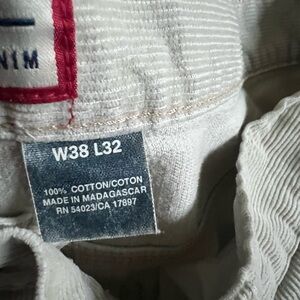 NIM
W38 L32
100% COTTON/COTON
MADE IN MADAGASCAR
RN 54023/CA 17897